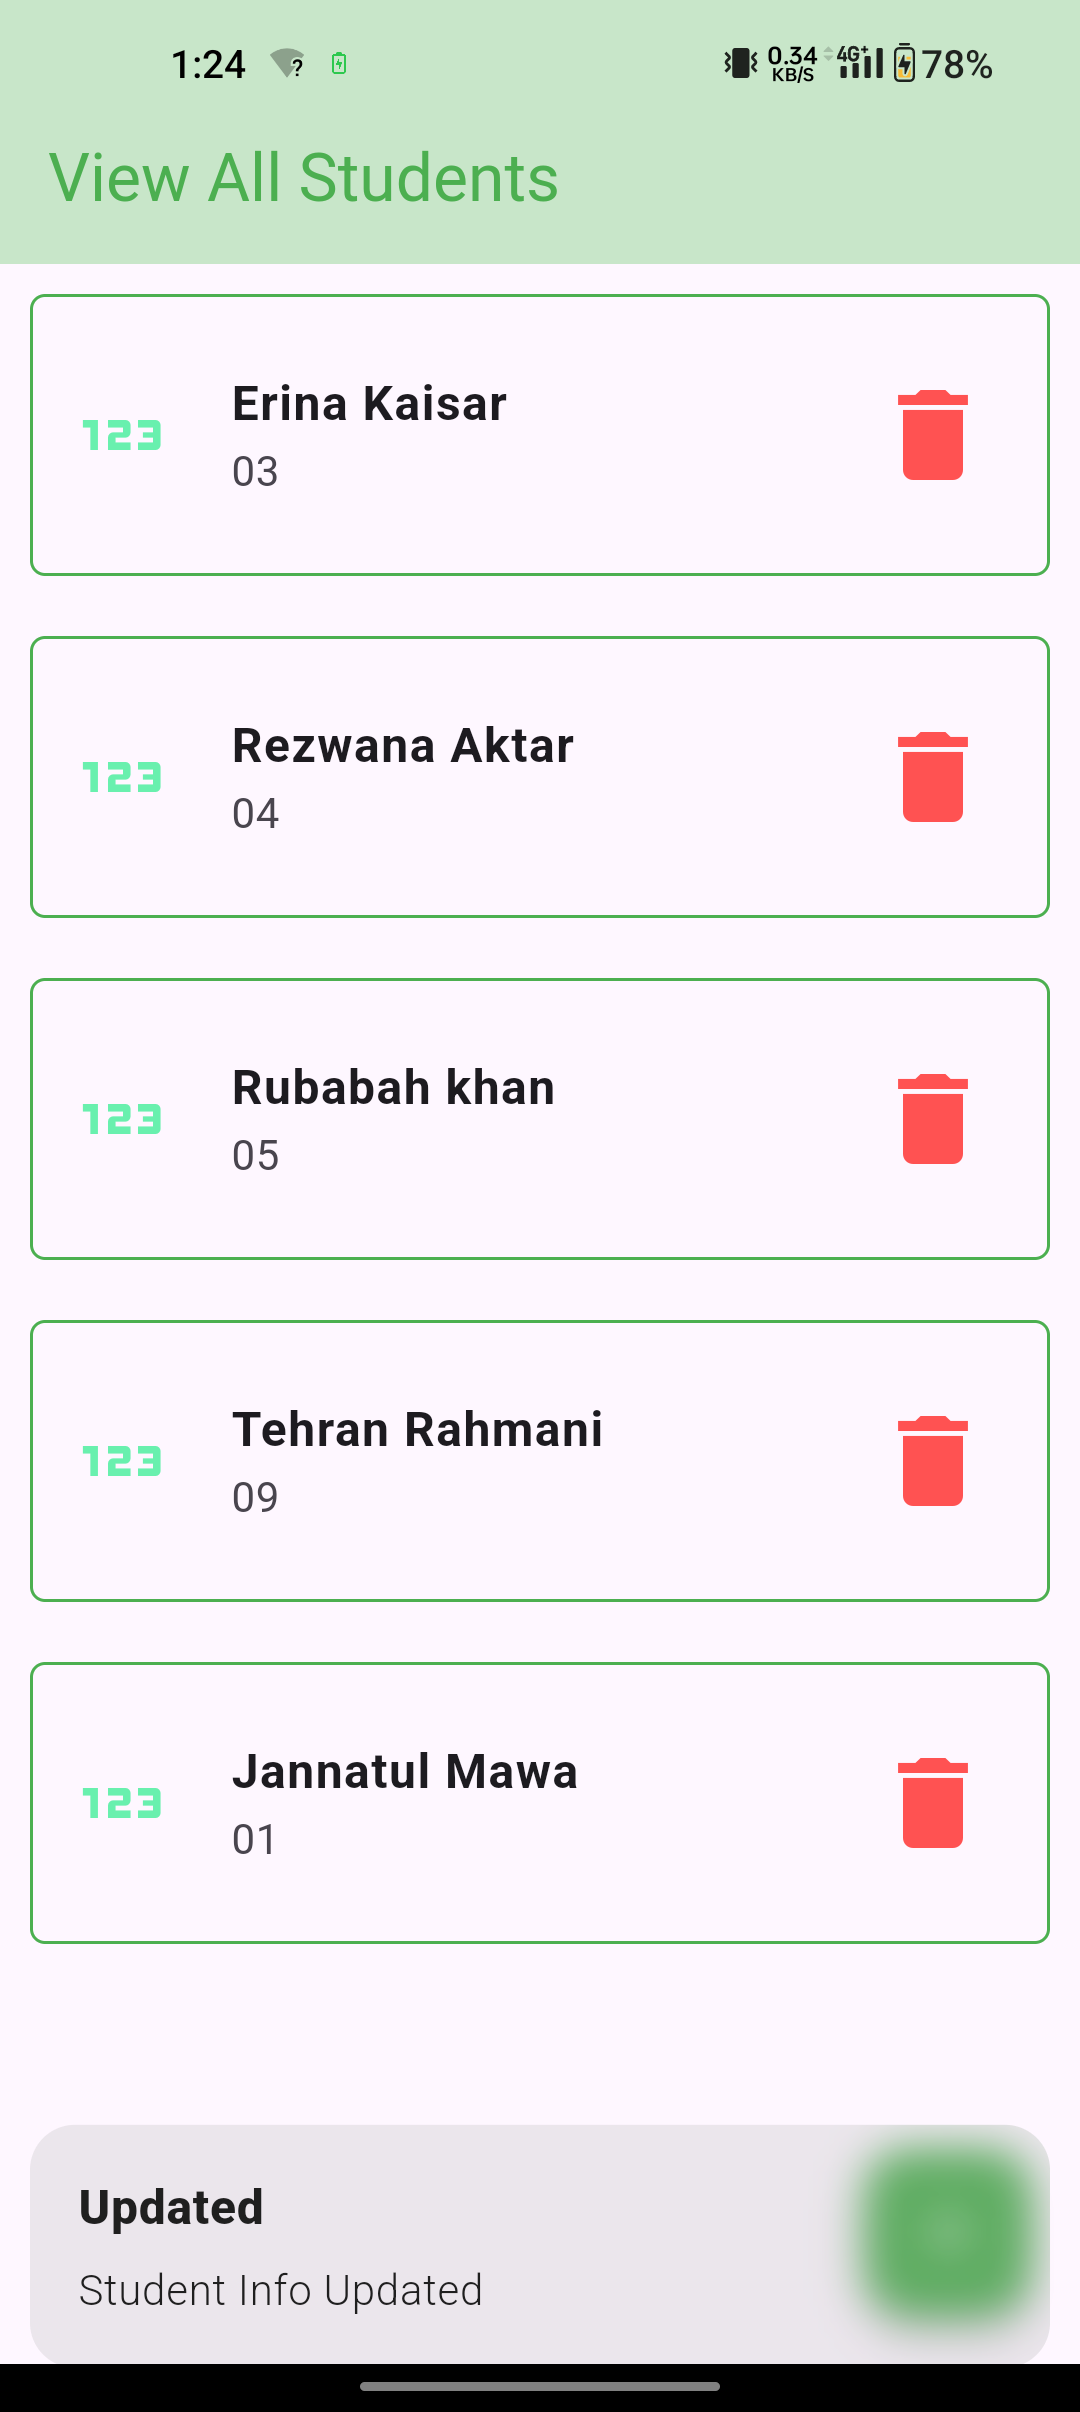 1:24
0.34 KB/S 4G+ 78%
View All Students
Erina Kaisar
123
03
Rezwana Aktar
123
04
Rubabah khan
123
05
Tehran Rahmani
123
09
Jannatul Mawa
123
01
Updated
Student Info Updated